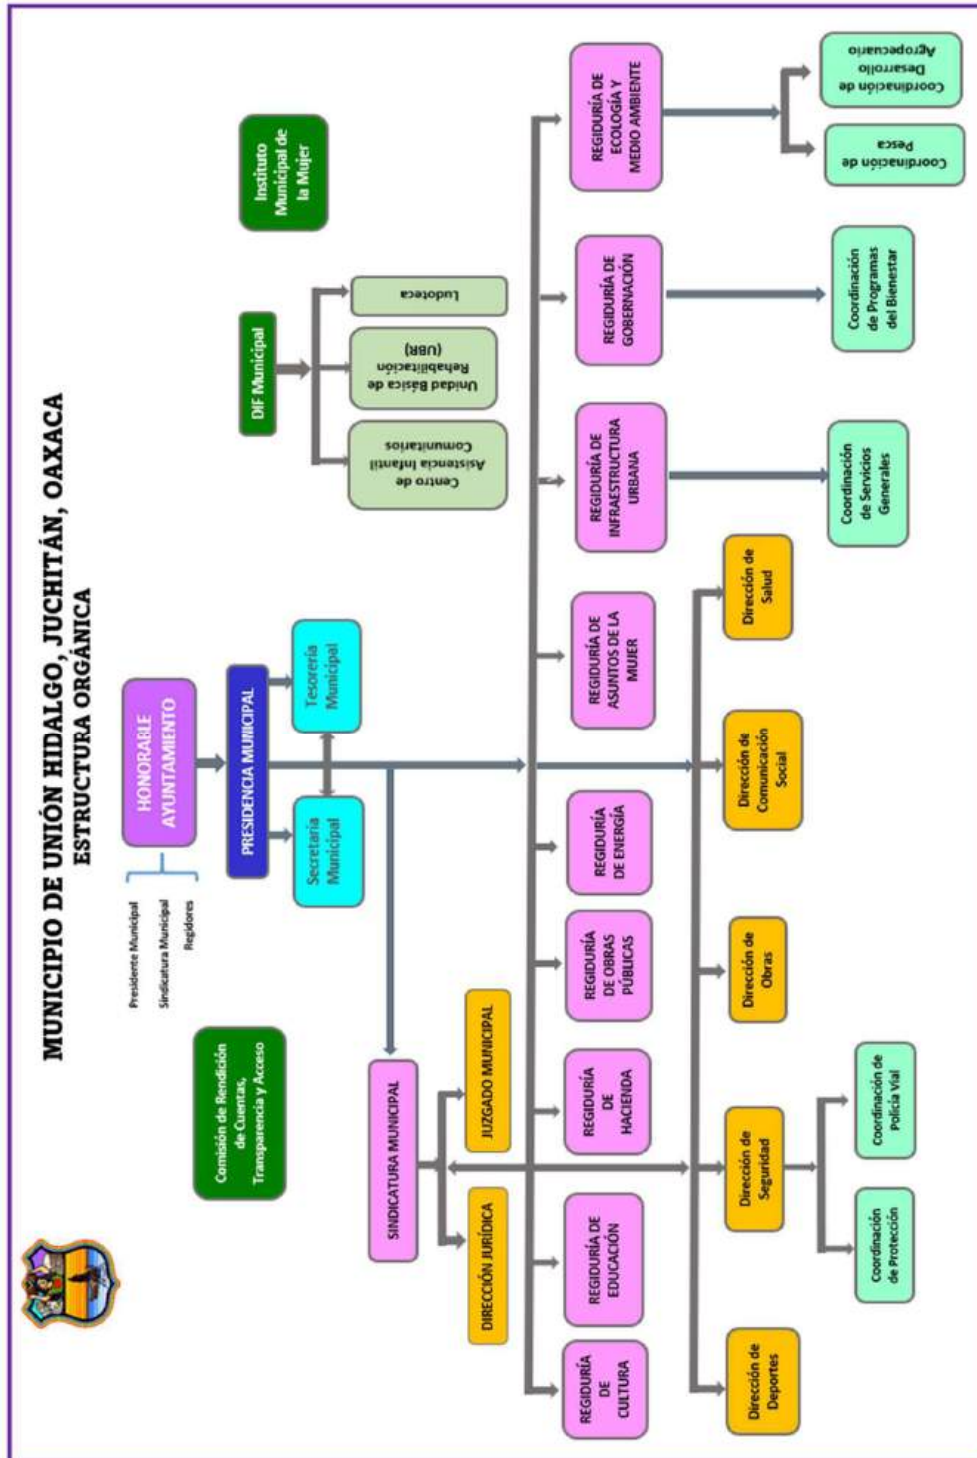 MUNICIPIO DE UNIÓN HIDALGO, JUCHITÁN, OAXACA
ESTRUCTURA ORGÁNICA
Presidente Municipal
Sindicatura Municipal
Regidores
HONORABLE
AYUNTAMIENTO
Comisión de Rendición
de Cuentas,
Transparencia y Acceso
PRESIDENCIA MUNICIPAL
DIF Municipal
Instituto
Municipal de
la Mujer
Secretaria
Municipal
Tesorería
Municipal
Centro de
Asistencia Infantil
Comunitarios
Unidad Básica de
Rehabilitación
(UBR)
Ludoteca
SINDICATURA MUNICIPAL
DIRECCIÓN JURÍDICA
JUZGADO MUNICIPAL
REGIDURÍA
DE
CULTURA
REGIDURÍA DE
EDUCACIÓN
REGIDURÍA
DE
HACIENDA
REGIDURÍA
DE OBRAS
PÚBLICAS
REGIDURÍA
DE ENERGÍA
REGIDURÍA DE
ASUNTOS DE LA
MUJER
REGIDURÍA DE
INFRAESTRUCTURA
URBANA
REGIDURÍA DE
GOBERNACIÓN
REGIDURÍA DE
ECOLOGÍA Y
MEDIO AMBIENTE
Dirección de
Deportes
Dirección de
Seguridad
Dirección de
Obras
Dirección de
Comunicación
Social
Dirección de
Salud
Coordinación
de Protección
Coordinación de
Policía Vial
Coordinación
de Servicios
Generales
Coordinación
de Programas
del Bienestar
Coordinación de
Pesca
Coordinación de
Desarrollo
Agropecuario